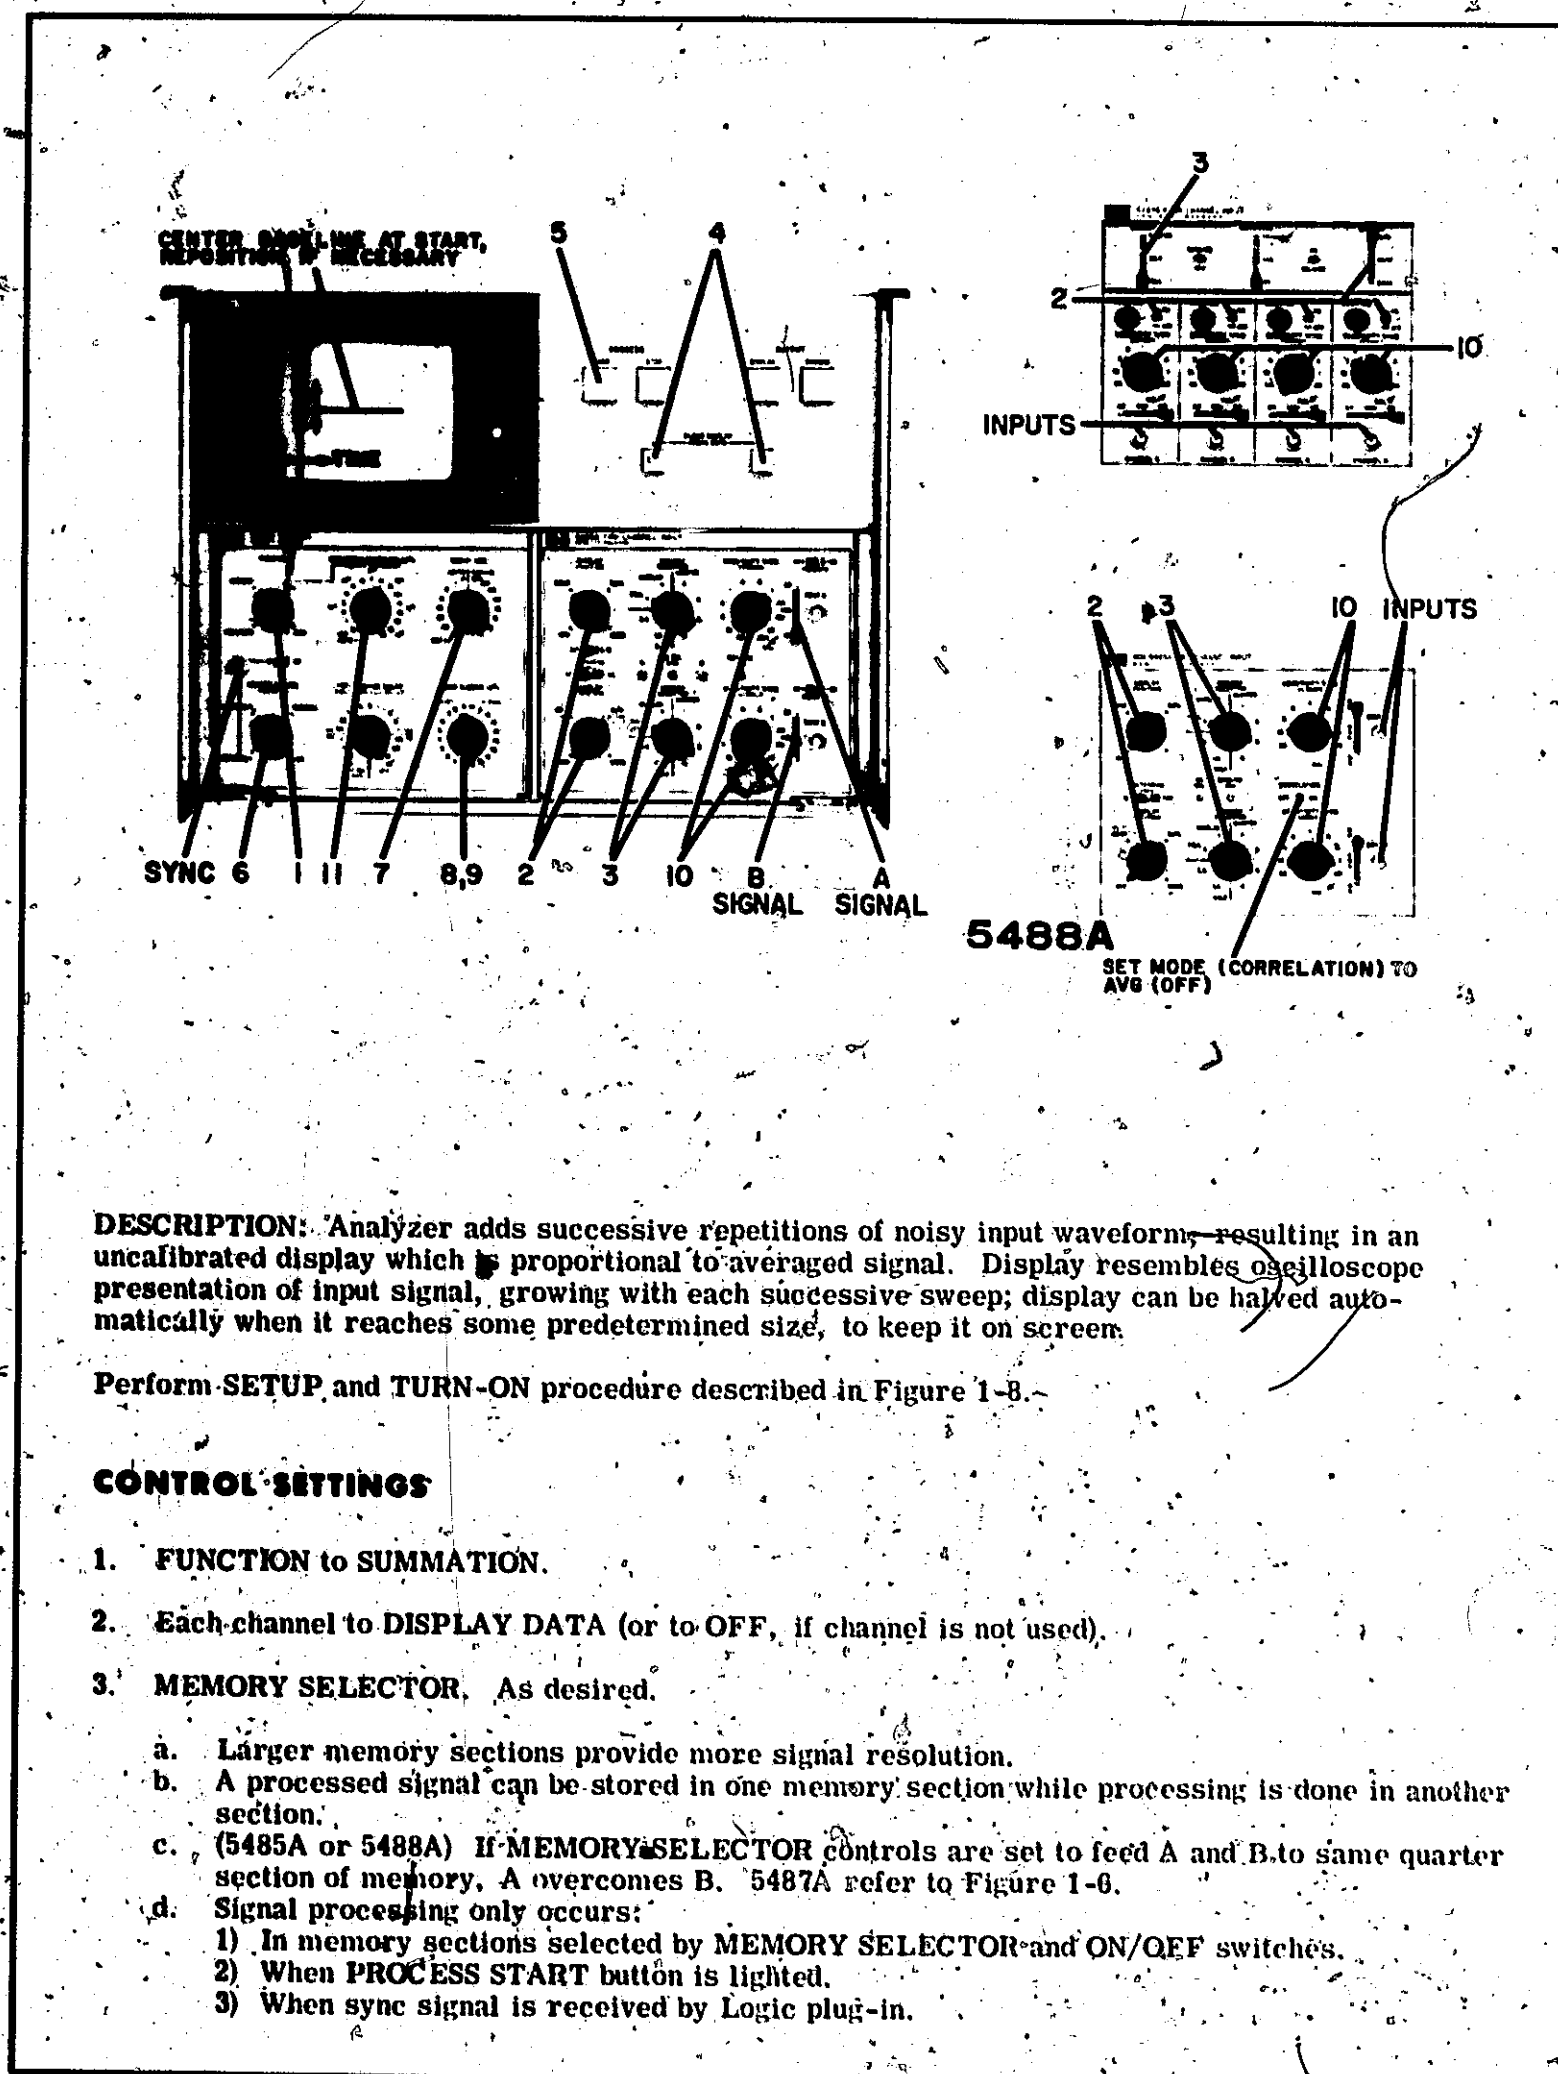 CENTER BASELINE AT START,
REPOSITION IF NECESSARY
5
4
TIME
SYNC 6 1 11 7 8,9 2 3 10 B SIGNAL A SIGNAL
3
2
10
INPUTS
2 3 10 INPUTS
5488A
SET MODE (CORRELATION) TO
AVG (OFF)
DESCRIPTION: Analyzer adds successive repetitions of noisy input waveform, resulting in an
uncalibrated display which is proportional to averaged signal. Display resembles oscilloscope
presentation of input signal, growing with each successive sweep; display can be halved auto-
matically when it reaches some predetermined size, to keep it on screen.
Perform SETUP and TURN-ON procedure described in Figure 1-8.
CONTROL SETTINGS
1. FUNCTION to SUMMATION.
2. Each channel to DISPLAY DATA (or to OFF, if channel is not used).
3. MEMORY SELECTOR. As desired.
a. Larger memory sections provide more signal resolution.
b. A processed signal can be stored in one memory section while processing is done in another
section.
c. (5485A or 5488A) If MEMORY SELECTOR controls are set to feed A and B to same quarter
section of memory, A overcomes B. 5487A refer to Figure 1-6.
d. Signal processing only occurs:
1) In memory sections selected by MEMORY SELECTOR and ON/OFF switches.
2) When PROCESS START button is lighted.
3) When sync signal is received by Logic plug-in.